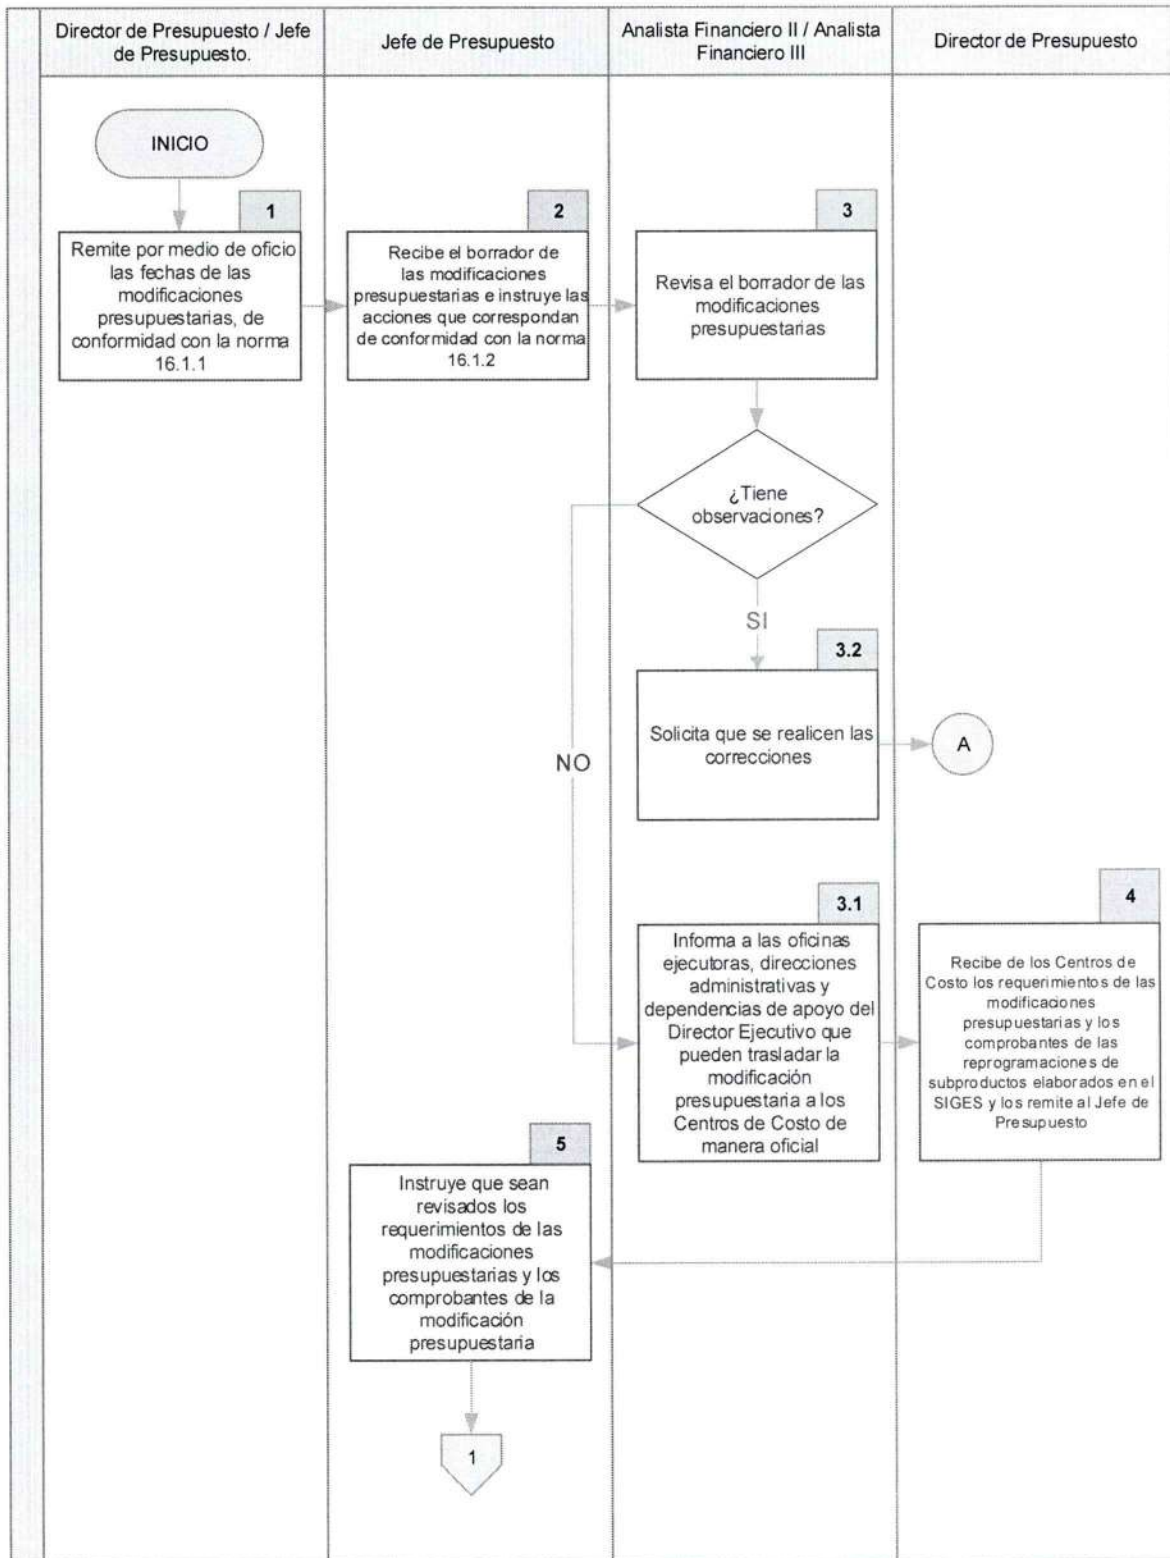 Director de Presupuesto / Jefe
de Presupuesto.
Jefe de Presupuesto
Analista Financiero II / Analista
Financiero III
Director de Presupuesto
INICIO
1
Remite por medio de oficio
las fechas de las
modificaciones
presupuestarias, de
conformidad con la norma
16.1.1
2
Recibe el borrador de
las modificaciones
presupuestarias e instruye las
acciones que correspondan
de conformidad con la norma
16.1.2
3
Revisa el borrador de las
modificaciones
presupuestarias
¿Tiene
observaciones?
SI
NO
3.2
Solicita que se realicen las
correcciones
A
3.1
Informa a las oficinas
ejecutoras, direcciones
administrativas y
dependencias de apoyo del
Director Ejecutivo que
pueden trasladar la
modificación
presupuestaria a los
Centros de Costo de
manera oficial
4
Recibe de los Centros de
Costo los requerimientos de las
modificaciones
presupuestarias y los
comprobantes de las
reprogramaciones de
subproductos elaborados en el
SIGES y los remite al Jefe de
Presupuesto
5
Instruye que sean
revisados los
requerimientos de las
modificaciones
presupuestarias y los
comprobantes de la
modificación
presupuestaria
1